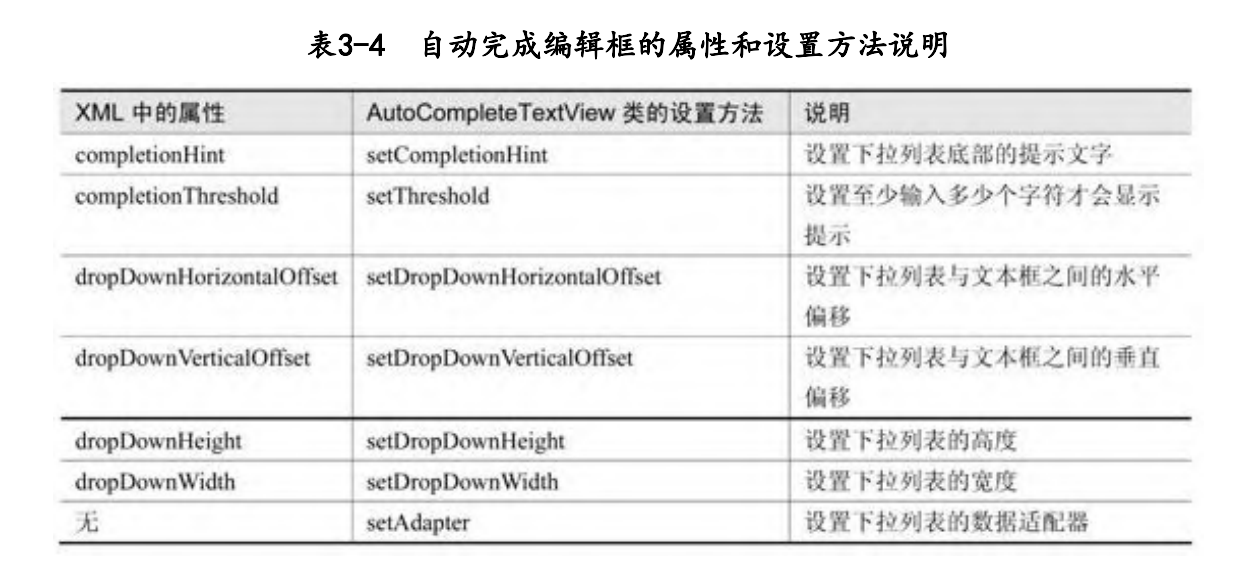 表3-4 自动完成编辑框的属性和设置方法说明
XML 中的属性 AutoCompleteTextView 类的设置方法 说明
completionHint setCompletionHint 设置下拉列表底部的提示文字
completionThreshold setThreshold 设置至少输入多少个字符才会显示
提示
dropDownHorizontalOffset setDropDownHorizontalOffset 设置下拉列表与文本框之间的水平
偏移
dropDownVerticalOffset setDropDownVerticalOffset 设置下拉列表与文本框之间的垂直
偏移
dropDownHeight setDropDownHeight 设置下拉列表的高度
dropDownWidth setDropDownWidth 设置下拉列表的宽度
无 setAdapter 设置下拉列表的数据适配器